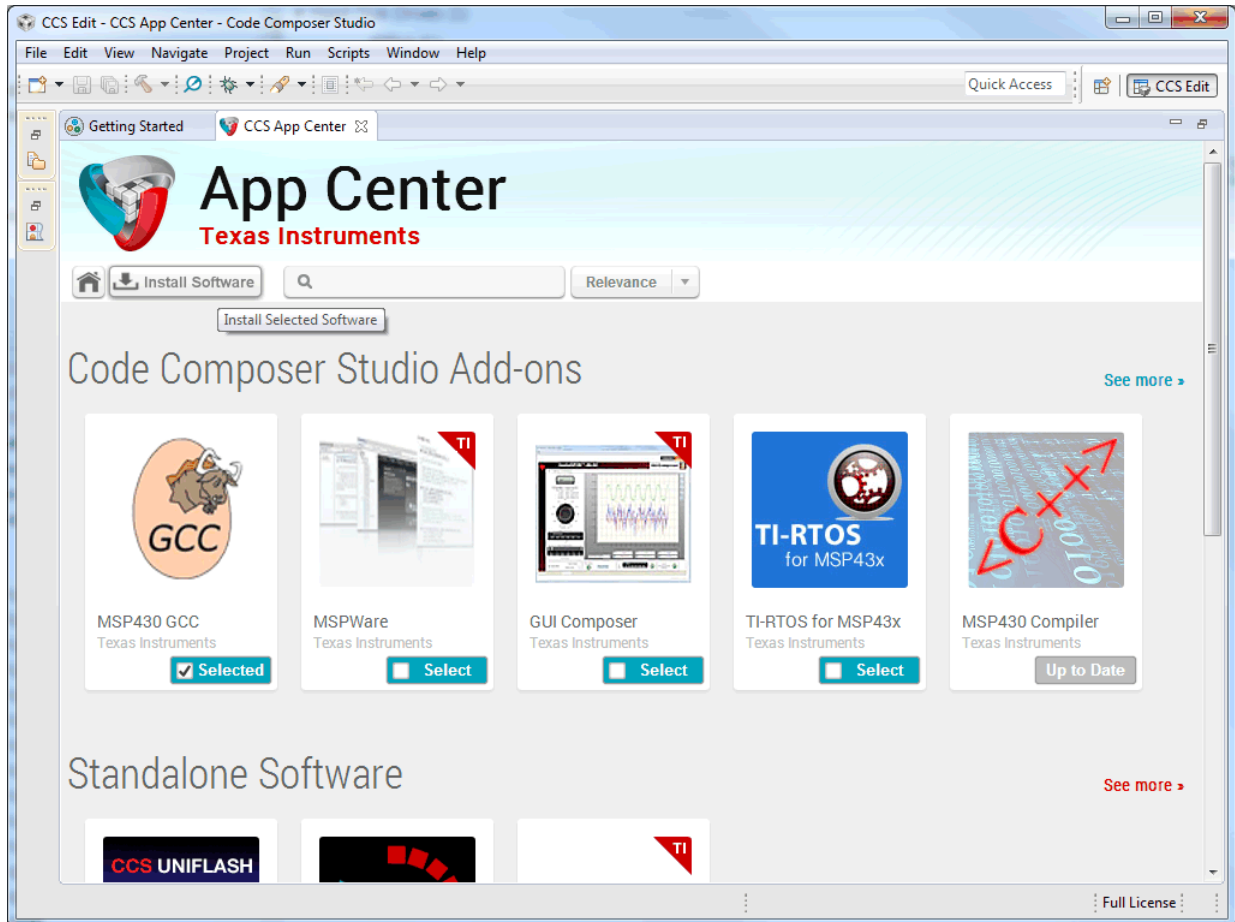 CCS Edit - CCS App Center - Code Composer Studio
File Edit View Navigate Project Run Scripts Window Help
Quick Access
CCS Edit
Getting Started
CCS App Center
App Center
Texas Instruments
Install Software
Relevance
Install Selected Software
Code Composer Studio Add-ons
See more »
TI
TI
GCC
TI-RTOS
for MSP43x
<C××>
MSP430 GCC
Texas Instruments
Selected
MSPWare
Texas Instruments
Select
GUI Composer
Texas Instruments
Select
TI-RTOS for MSP43x
Texas Instruments
Select
MSP430 Compiler
Texas Instruments
Up to Date
Standalone Software
See more »
CCS UNIFLASH
TI
Full License